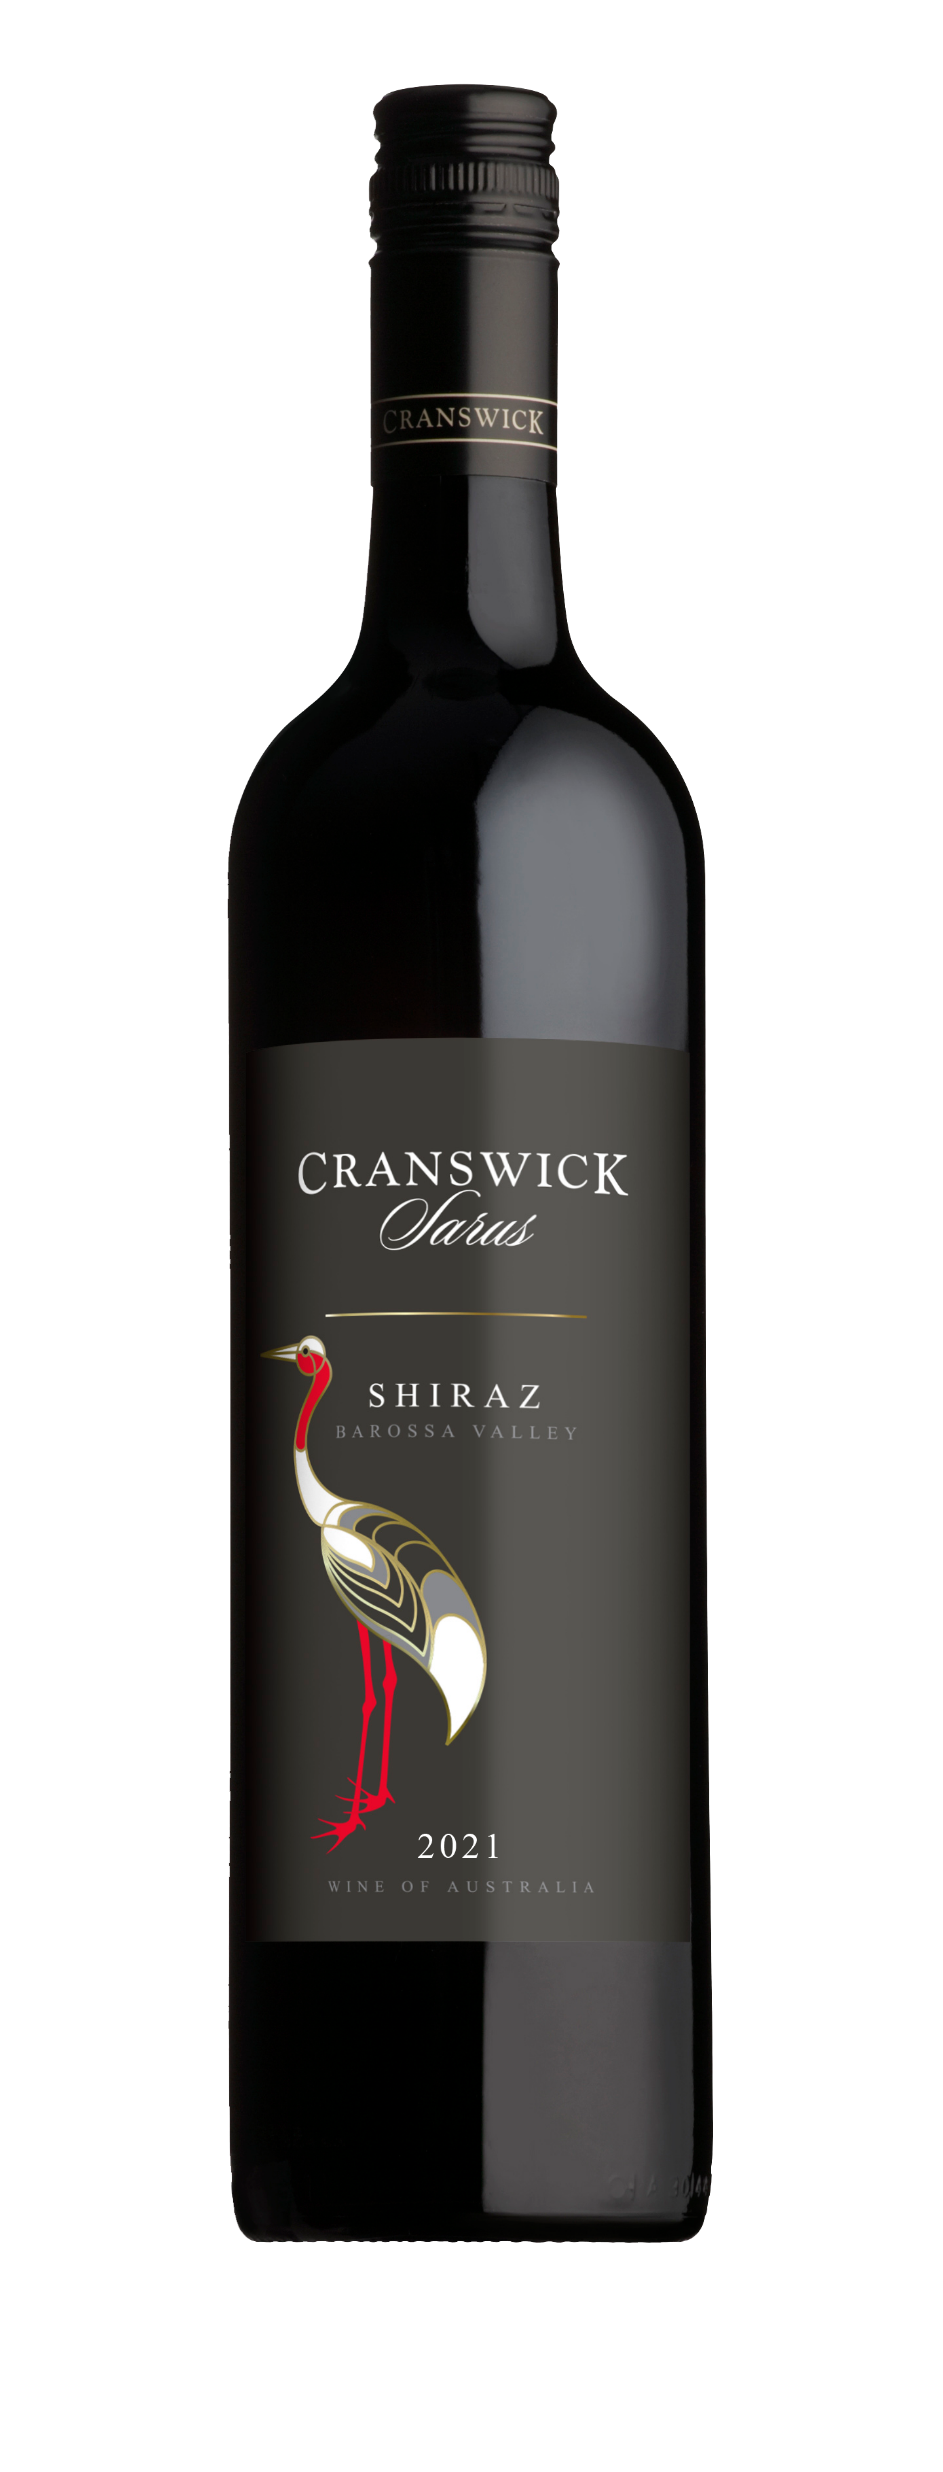 CRANSWICK
CRANSWICK
Sarus
SHIRAZ
BAROSSA VALLEY
2021
WINE OF AUSTRALIA